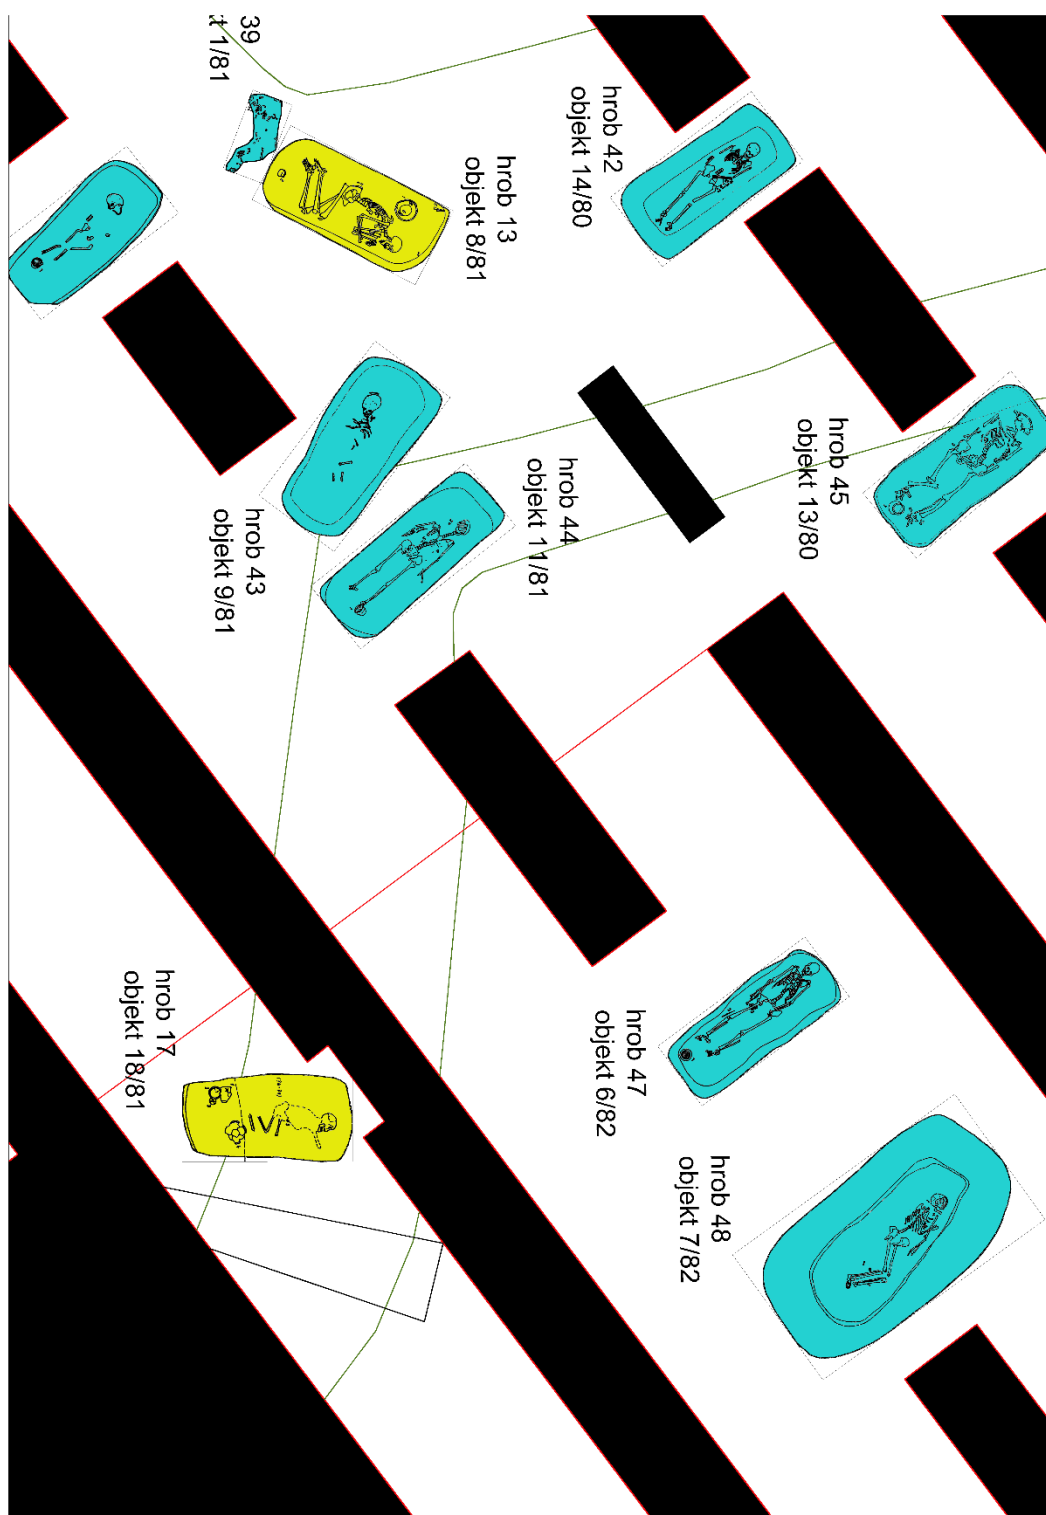 39
1/81
hrob 13
objekt 8/81
hrob 42
objekt 14/80
hrob 45
objekt 13/80
hrob 44
objekt 11/81
hrob 43
objekt 9/81
hrob 17
objekt 18/81
hrob 47
objekt 6/82
hrob 48
objekt 7/82